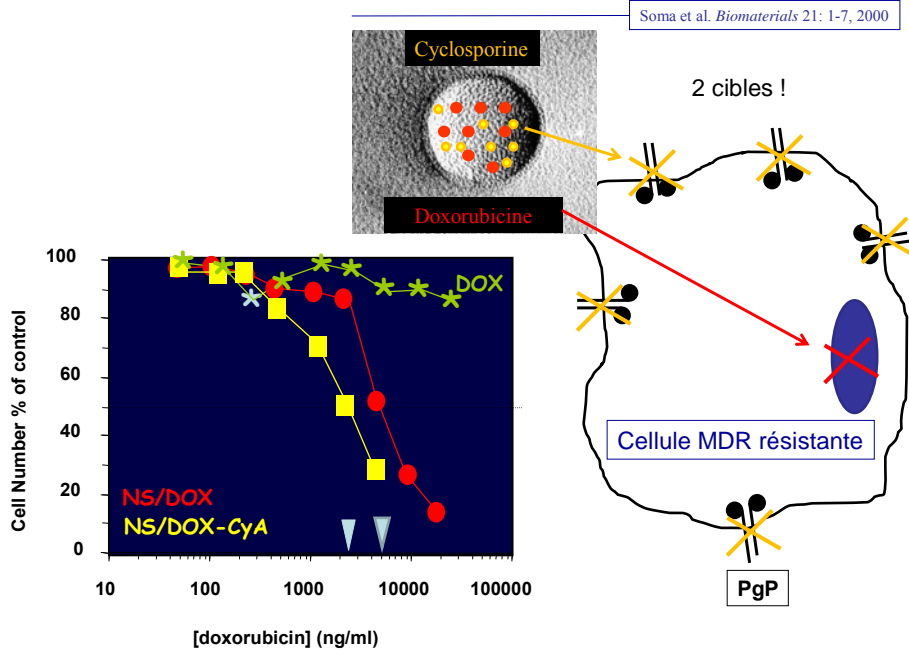 Soma et al. Biomaterials 21: 1-7, 2000
Cyclosporine
2 cibles !
Doxorubicine
100
80
60
40
20
0
Cell Number % of control
DOX
NS/DOX
NS/DOX-CyA
10 100 1000 10000 100000
[doxorubicin] (ng/ml)
Cellule MDR résistante
PgP